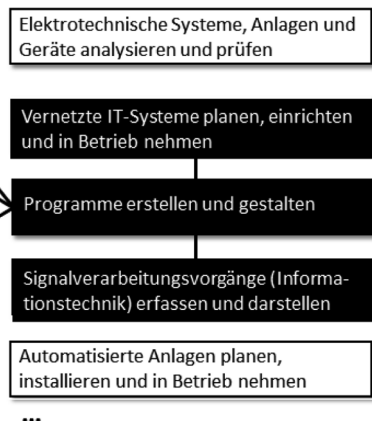 Elektrotechnische Systeme, Anlagen und
Geräte analysieren und prüfen
Vernetzte IT-Systeme planen, einrichten
und in Betrieb nehmen
Programme erstellen und gestalten
Signalverarbeitungsvorgänge (Informa-
tionstechnik) erfassen und darstellen
Automatisierte Anlagen planen,
installieren und in Betrieb nehmen
...